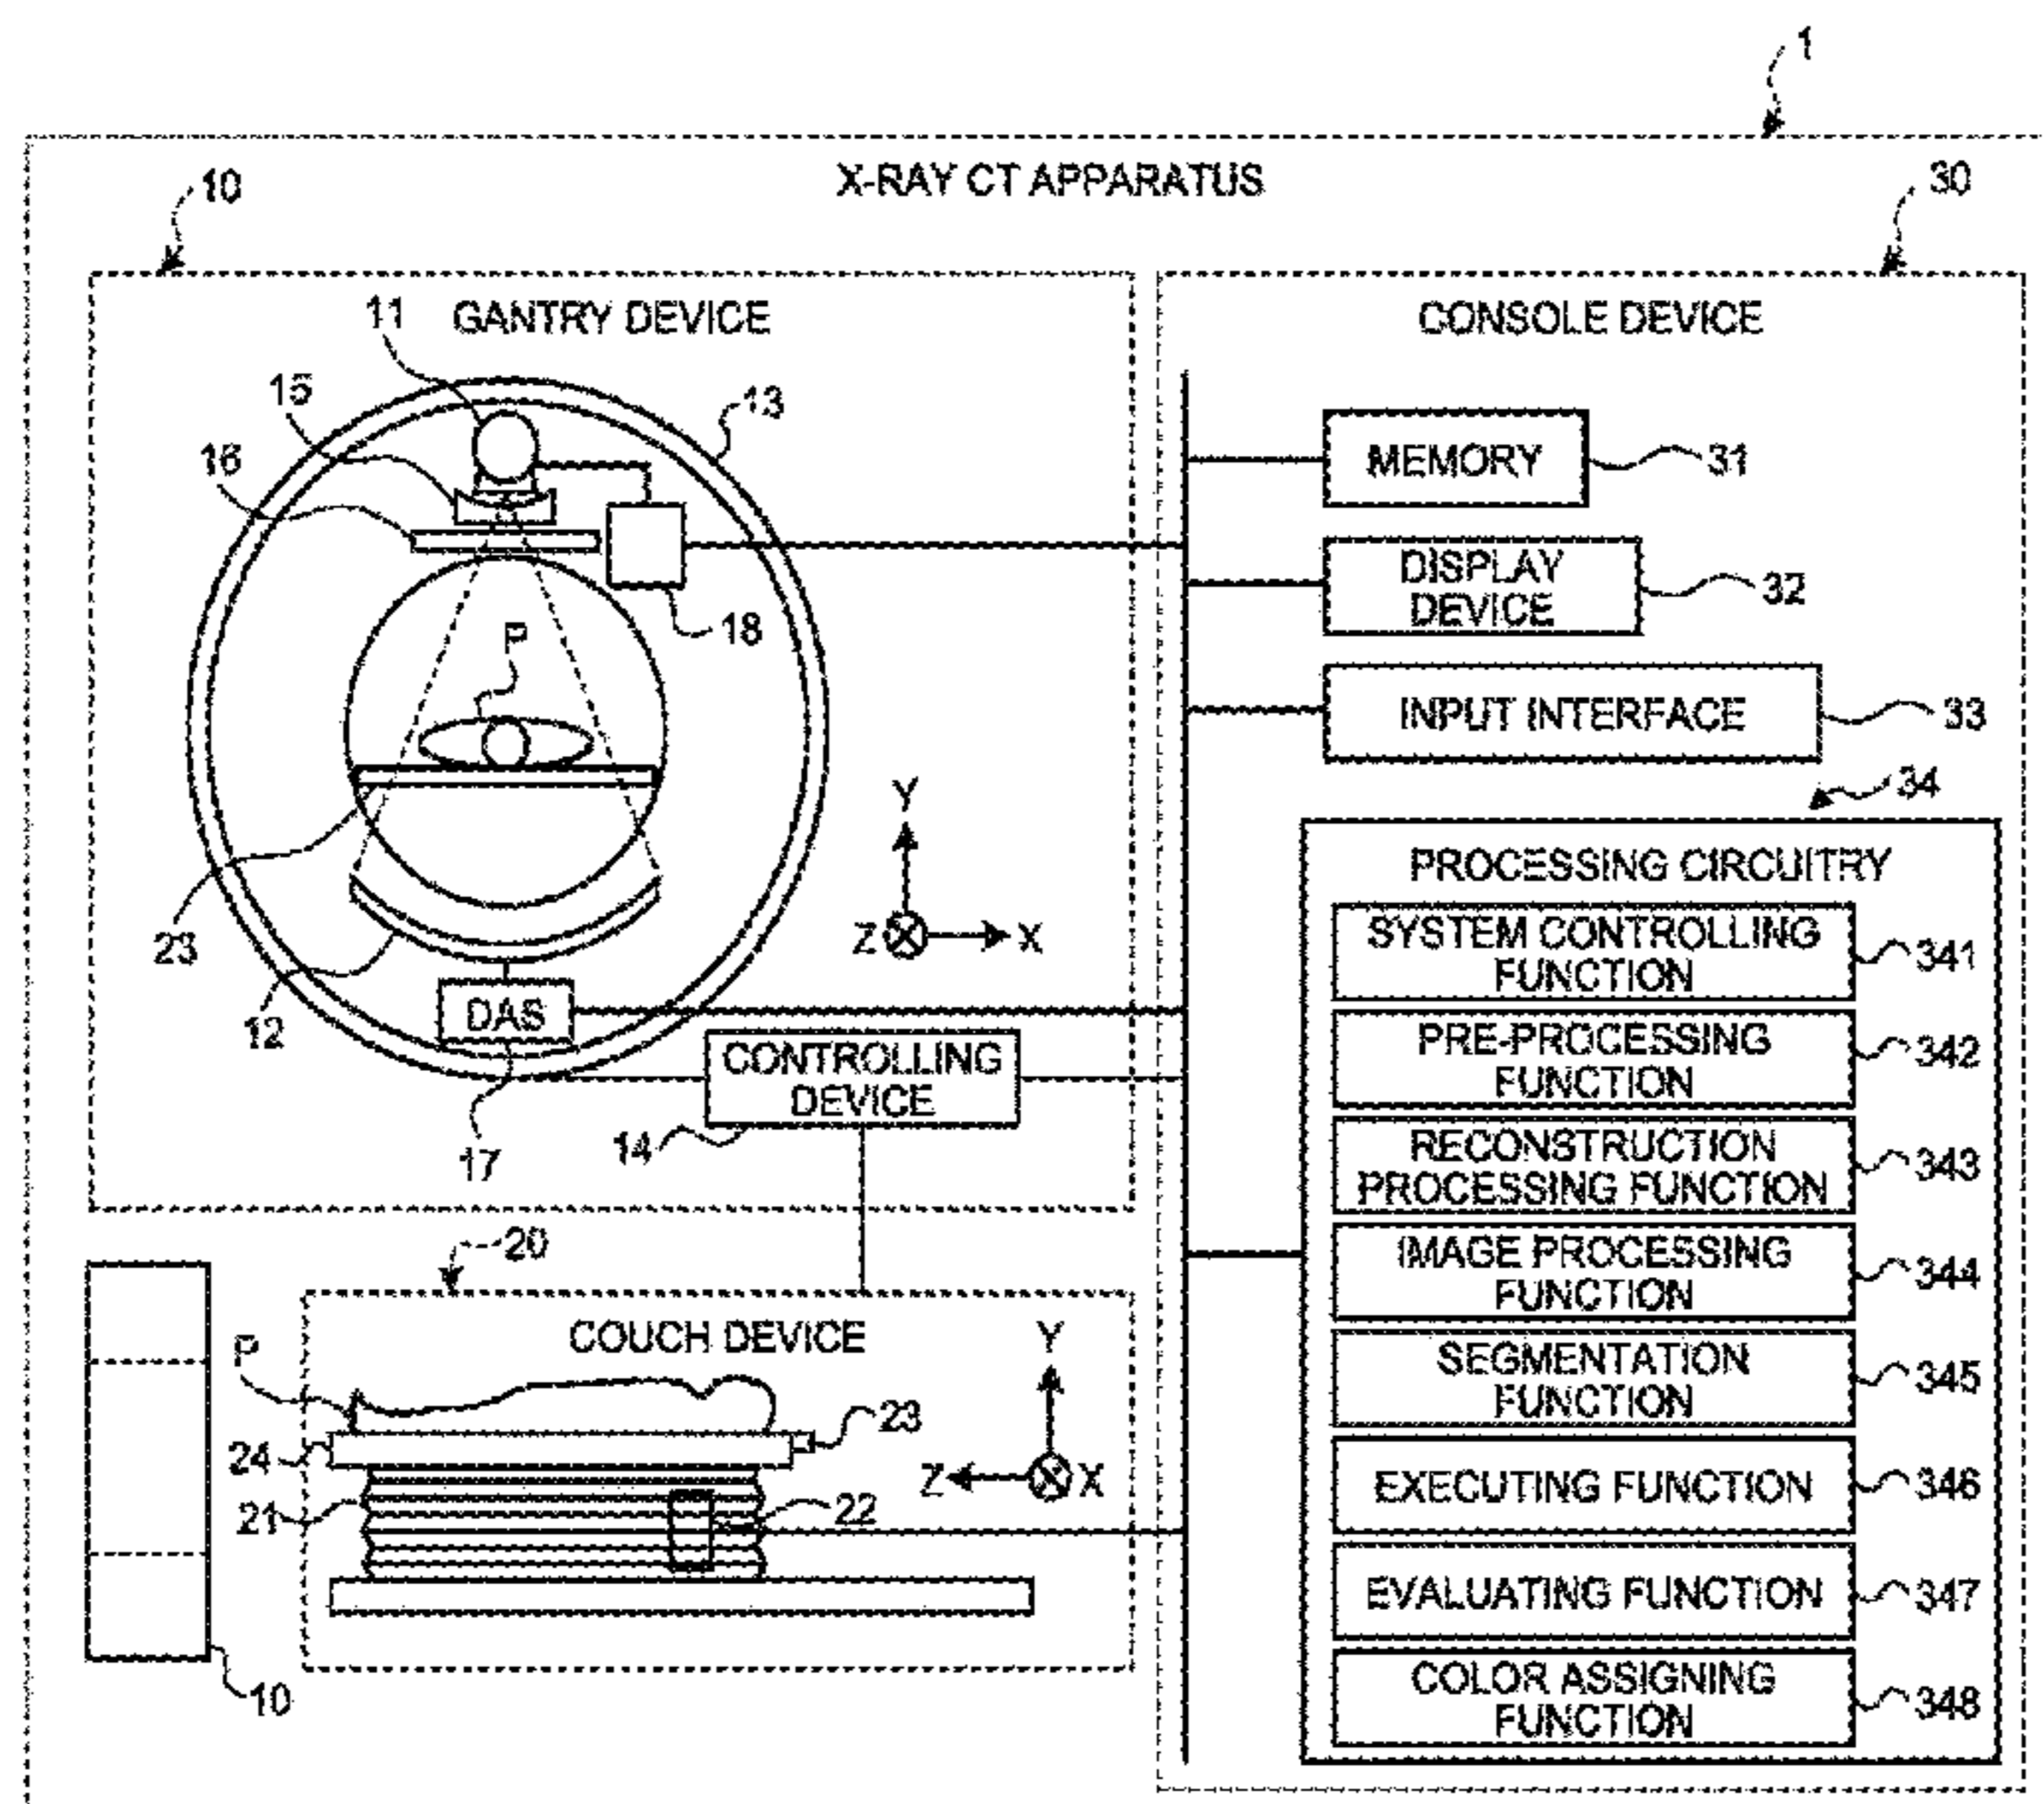 1
X-RAY CT APPARATUS
10
30
GANTRY DEVICE
11
15
13
16
18
P
23
12
DAS
17
Y
Z
X
CONTROLLING
DEVICE
14
20
COUCH DEVICE
P
24
21
23
22
Y
Z
X
10
CONSOLE DEVICE
MEMORY
31
DISPLAY
DEVICE
32
INPUT INTERFACE
33
34
PROCESSING CIRCUITRY
SYSTEM CONTROLLING
FUNCTION
341
PRE-PROCESSING
FUNCTION
342
RECONSTRUCTION
PROCESSING FUNCTION
343
IMAGE PROCESSING
FUNCTION
344
SEGMENTATION
FUNCTION
345
EXECUTING FUNCTION
346
EVALUATING FUNCTION
347
COLOR ASSIGNING
FUNCTION
348